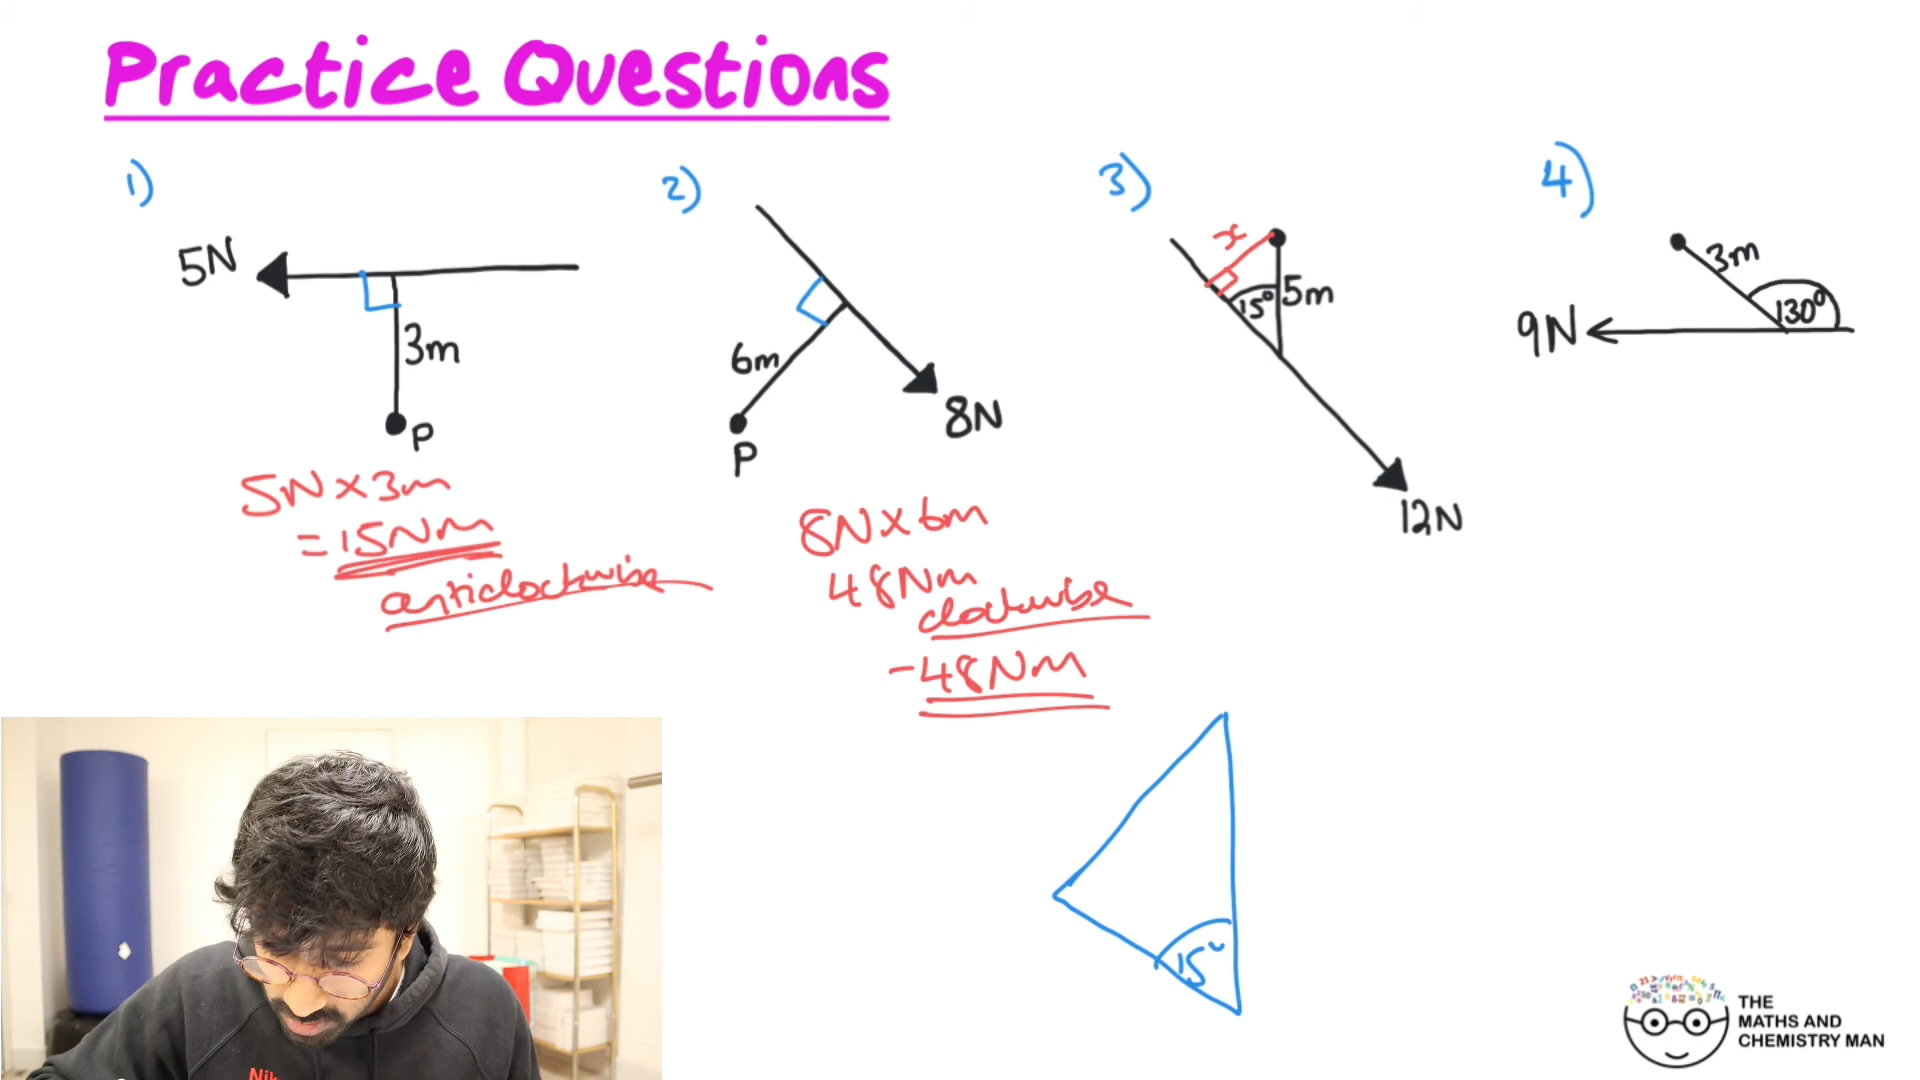 Practice Questions
1)
5N
3m
P
5N x 3m
= 15Nm
anticlockwise
2)
6m
P
8N
8N x 6m
48Nm
clockwise
-48Nm
3)
x
15°
5m
12N
15°
4)
3m
130°
9N
Nik
THE
MATHS AND
CHEMISTRY MAN